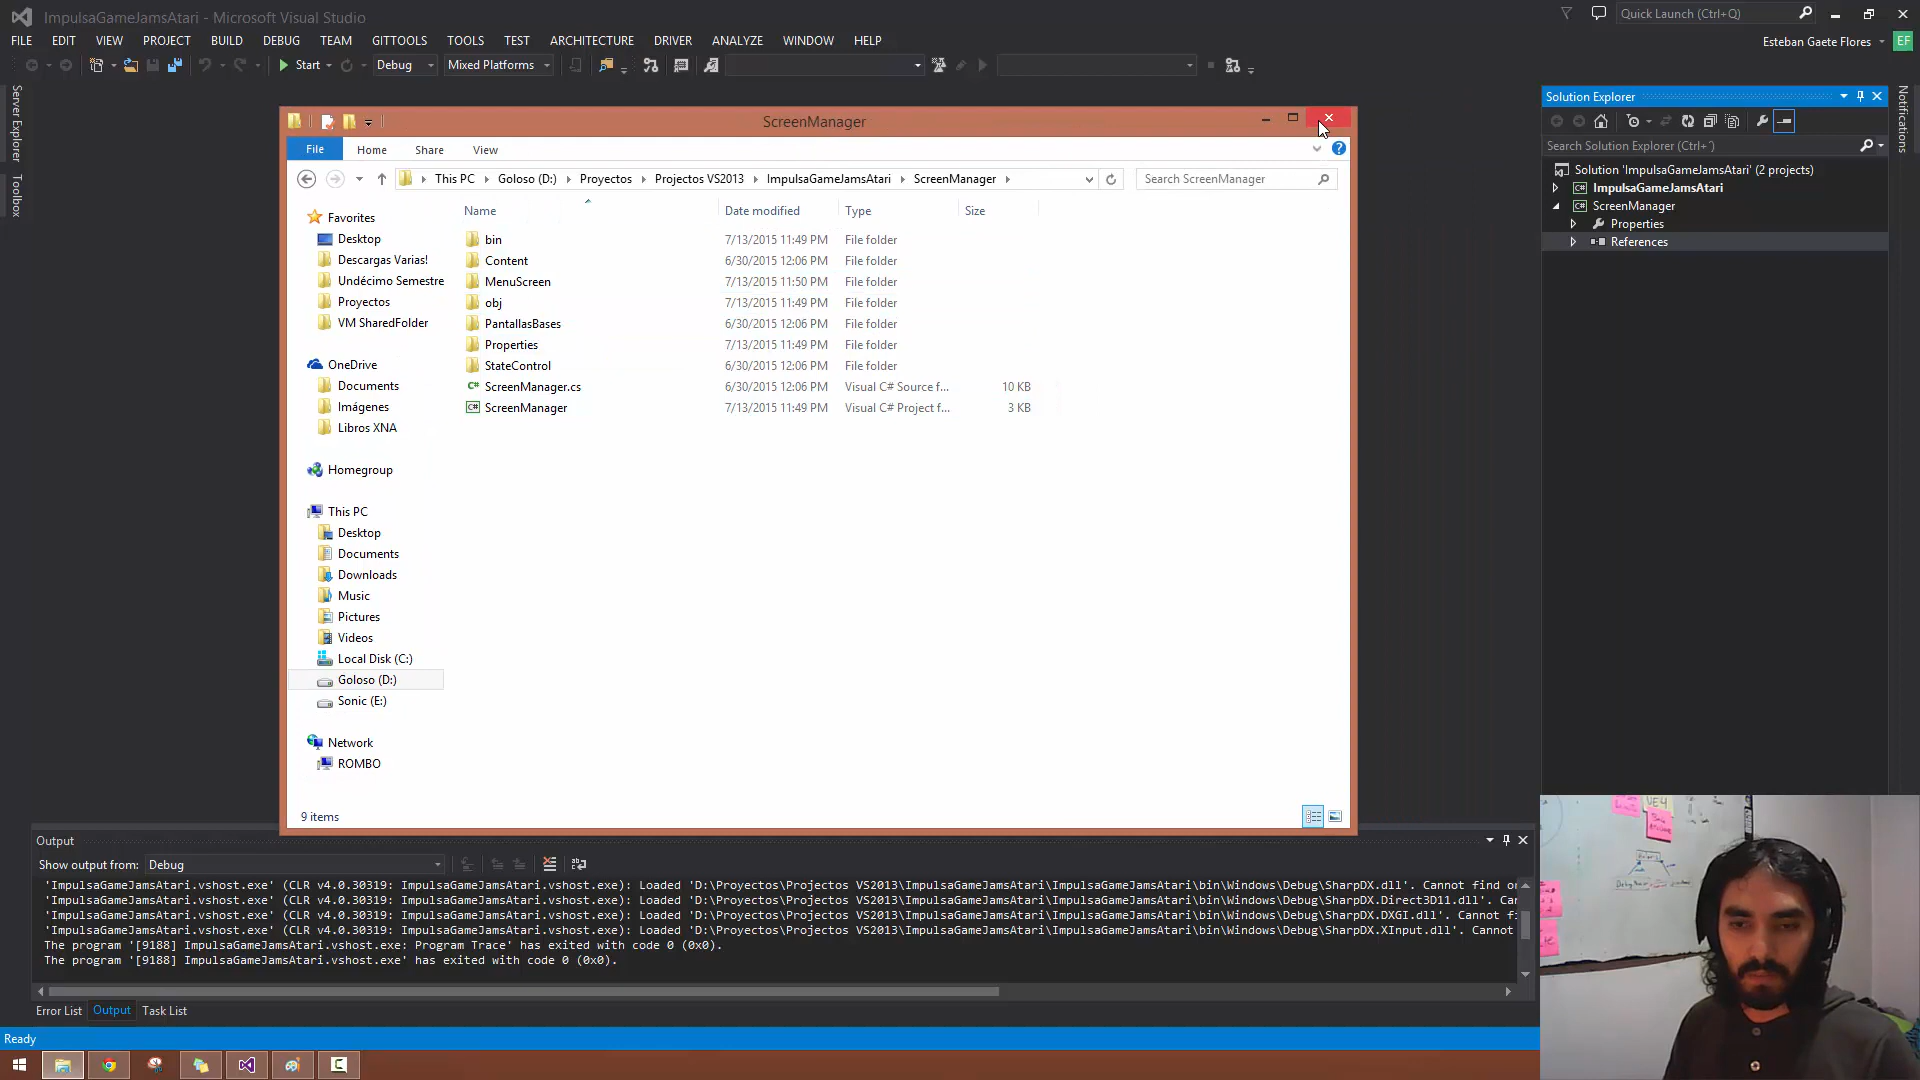 ImpulsaGameJamsAtari - Microsoft Visual Studio
Quick Launch (Ctrl+Q)
FILE EDIT VIEW PROJECT BUILD DEBUG TEAM GITTOOLS TOOLS TEST ARCHITECTURE DRIVER ANALYZE WINDOW HELP
Esteban Gaete Flores EF
Start Debug Mixed Platforms
Server Explorer
Toolbox
Notifications
Solution Explorer
Search Solution Explorer (Ctrl+´)
Solution 'ImpulsaGameJamsAtari' (2 projects)
ImpulsaGameJamsAtari
ScreenManager
Properties
References
ScreenManager
File Home Share View
This PC Goloso (D:) Proyectos Projectos VS2013 ImpulsaGameJamsAtari ScreenManager
Search ScreenManager
Name Date modified Type Size
bin 7/13/2015 11:49 PM File folder
Content 6/30/2015 12:06 PM File folder
MenuScreen 7/13/2015 11:50 PM File folder
obj 7/13/2015 11:49 PM File folder
PantallasBases 6/30/2015 12:06 PM File folder
Properties 7/13/2015 11:49 PM File folder
StateControl 6/30/2015 12:06 PM File folder
ScreenManager.cs 6/30/2015 12:06 PM Visual C# Source f... 10 KB
ScreenManager 7/13/2015 11:49 PM Visual C# Project f... 3 KB
Favorites
Desktop
Descargas Varias!
Undécimo Semestre
Proyectos
VM SharedFolder
OneDrive
Documents
Imágenes
Libros XNA
Homegroup
This PC
Desktop
Documents
Downloads
Music
Pictures
Videos
Local Disk (C:)
Goloso (D:)
Sonic (E:)
Network
ROMBO
9 items
Output
Show output from: Debug
'ImpulsaGameJamsAtari.vshost.exe' (CLR v4.0.30319: ImpulsaGameJamsAtari.vshost.exe): Loaded 'D:\Proyectos\Projectos VS2013\ImpulsaGameJamsAtari\ImpulsaGameJamsAtari\bin\Windows\Debug\SharpDX.dll'. Cannot find o
'ImpulsaGameJamsAtari.vshost.exe' (CLR v4.0.30319: ImpulsaGameJamsAtari.vshost.exe): Loaded 'D:\Proyectos\Projectos VS2013\ImpulsaGameJamsAtari\ImpulsaGameJamsAtari\bin\Windows\Debug\SharpDX.Direct3D11.dll'. Ca
'ImpulsaGameJamsAtari.vshost.exe' (CLR v4.0.30319: ImpulsaGameJamsAtari.vshost.exe): Loaded 'D:\Proyectos\Projectos VS2013\ImpulsaGameJamsAtari\ImpulsaGameJamsAtari\bin\Windows\Debug\SharpDX.DXGI.dll'. Cannot fi
'ImpulsaGameJamsAtari.vshost.exe' (CLR v4.0.30319: ImpulsaGameJamsAtari.vshost.exe): Loaded 'D:\Proyectos\Projectos VS2013\ImpulsaGameJamsAtari\ImpulsaGameJamsAtari\bin\Windows\Debug\SharpDX.XInput.dll'. Cannot
The program '[9188] ImpulsaGameJamsAtari.vshost.exe: Program Trace' has exited with code 0 (0x0).
The program '[9188] ImpulsaGameJamsAtari.vshost.exe' has exited with code 0 (0x0).
Error List Output Task List
Ready